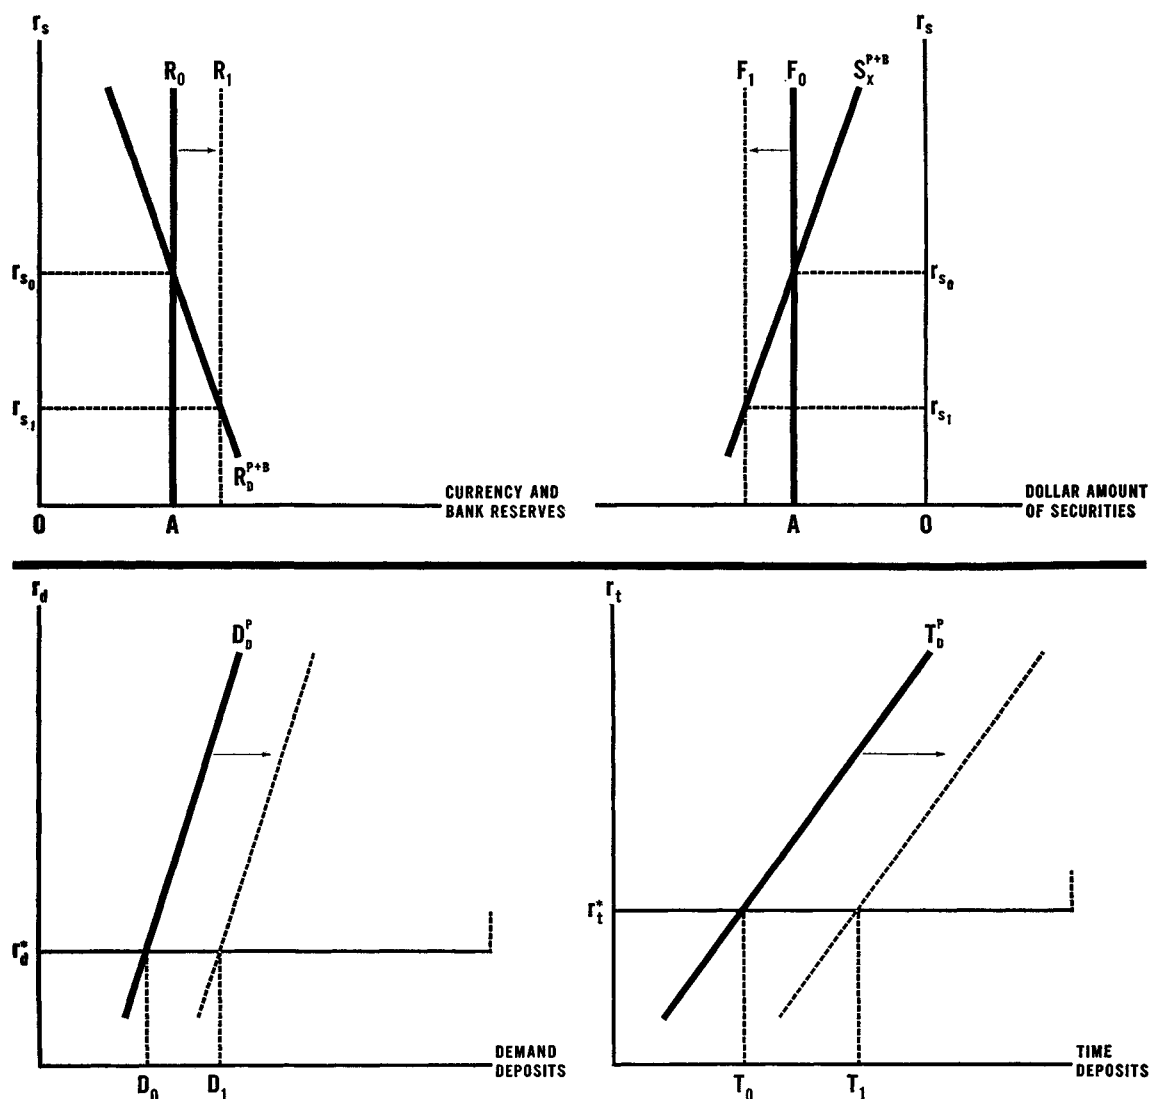 r_s
R_0
R_1
r_s0
r_s1
R_D^P+B
CURRENCY AND
BANK RESERVES
0
A
r_s
F_1
F_0
S_X^P+B
r_s0
r_s1
DOLLAR AMOUNT
OF SECURITIES
A
0
r_d
D_D^P
r_d^*
DEMAND
DEPOSITS
D_0
D_1
r_t
T_D^P
r_t^*
TIME
DEPOSITS
T_0
T_1